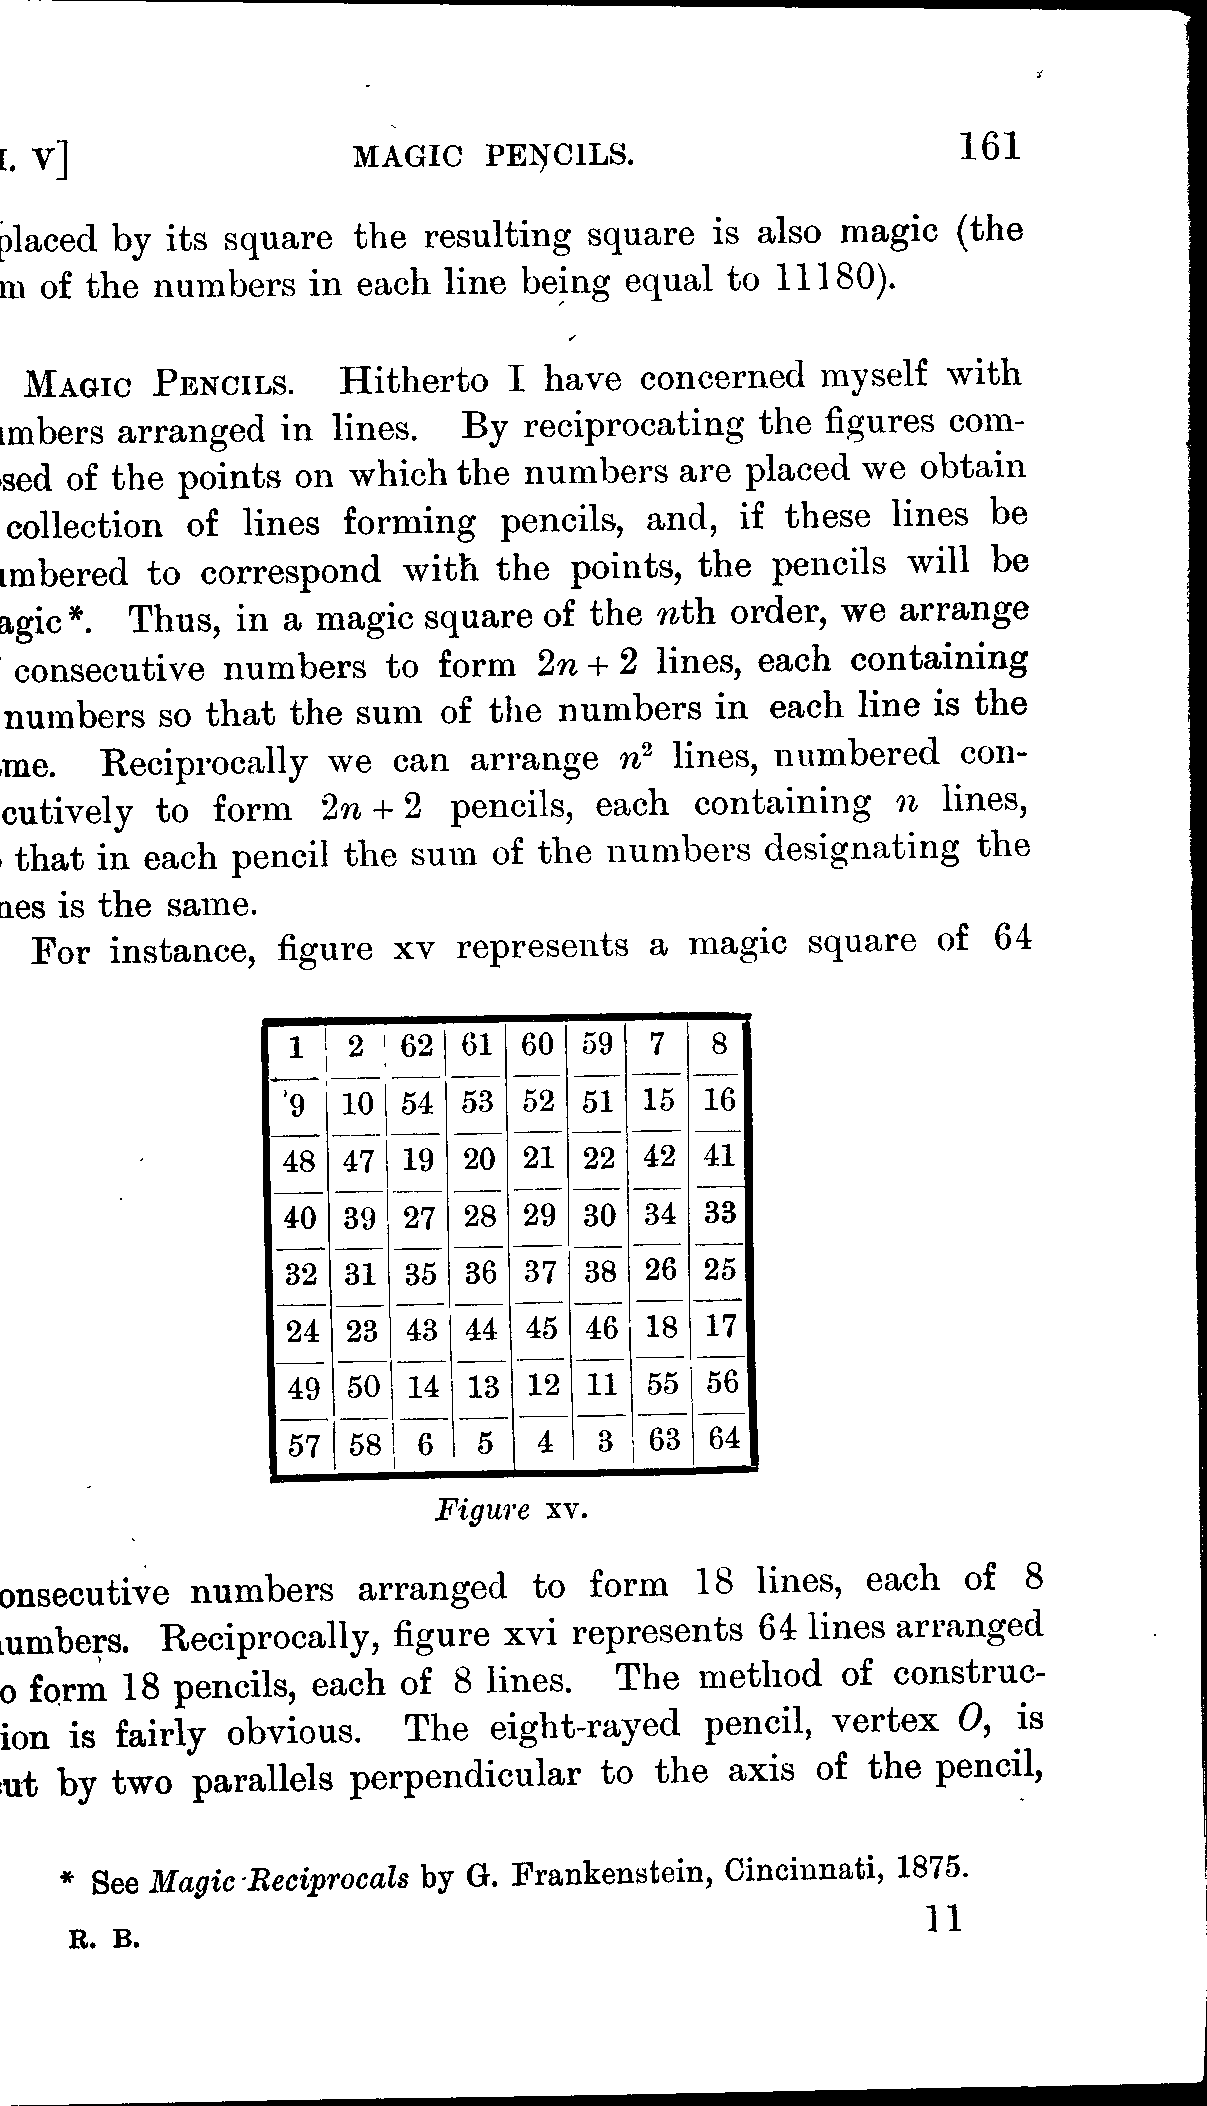 I. V] MAGIC PENCILS. 161
placed by its square the resulting square is also magic (the
m of the numbers in each line being equal to 11180).
MAGIC PENCILS. Hitherto I have concerned myself with
mbers arranged in lines. By reciprocating the figures com-
sed of the points on which the numbers are placed we obtain
collection of lines forming pencils, and, if these lines be
mbered to correspond with the points, the pencils will be
agic*. Thus, in a magic square of the nth order, we arrange
consecutive numbers to form 2n + 2 lines, each containing
numbers so that the sum of the numbers in each line is the
me. Reciprocally we can arrange n² lines, numbered con-
cutively to form 2n + 2 pencils, each containing n lines,
that in each pencil the sum of the numbers designating the
nes is the same.
For instance, figure xv represents a magic square of 64
1 2 62 61 60 59 7 8
9 10 54 53 52 51 15 16
48 47 19 20 21 22 42 41
40 39 27 28 29 30 34 33
32 31 35 36 37 38 26 25
24 23 43 44 45 46 18 17
49 50 14 13 12 11 55 56
57 58 6 5 4 3 63 64
Figure xv.
onsecutive numbers arranged to form 18 lines, each of 8
umbers. Reciprocally, figure xvi represents 64 lines arranged
o form 18 pencils, each of 8 lines. The method of construc-
ion is fairly obvious. The eight-rayed pencil, vertex O, is
ut by two parallels perpendicular to the axis of the pencil,
* See Magic Reciprocals by G. Frankenstein, Cincinnati, 1875.
R. B. 11